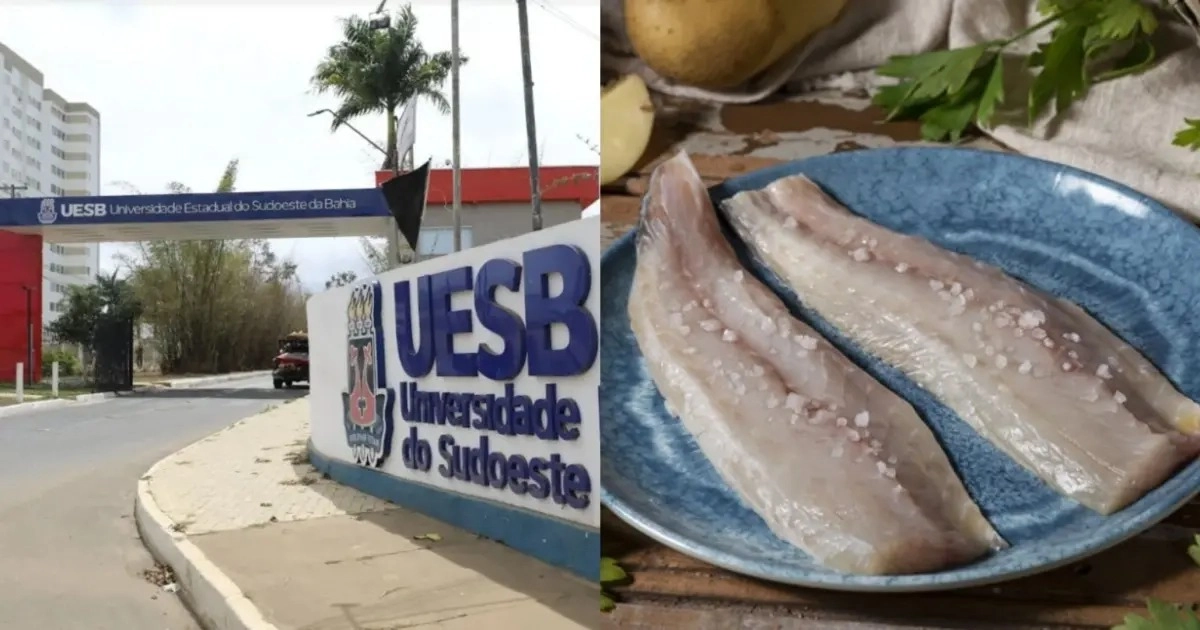 UESB Universidade Estadual do Sudoeste da Bahia
UESB
Universidade
do Sudoeste